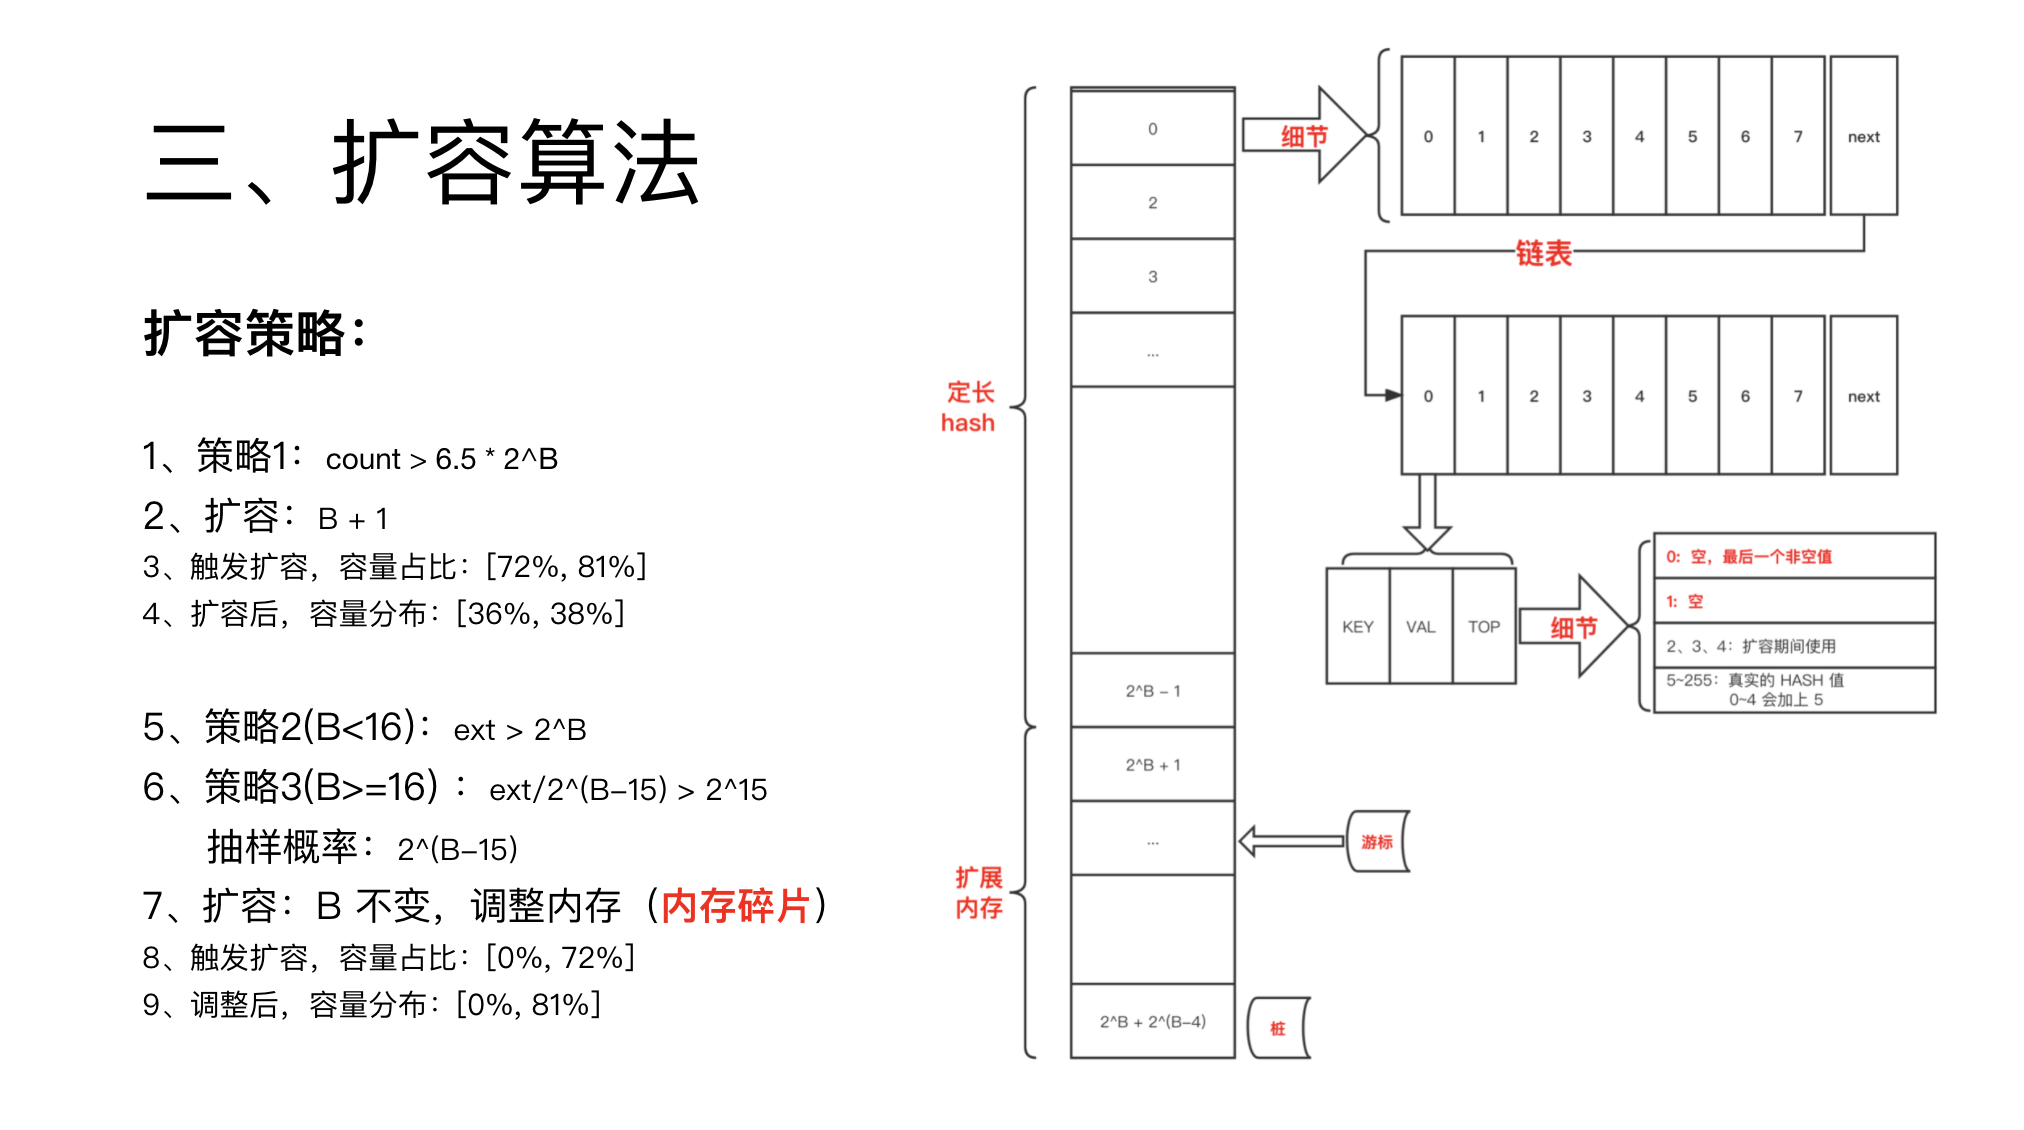 三、扩容算法
扩容策略：
1、策略1：count > 6.5 * 2^B
2、扩容：B + 1
3、触发扩容，容量占比：[72%, 81%]
4、扩容后，容量分布：[36%, 38%]
5、策略2(B<16)：ext > 2^B
6、策略3(B>=16) ：ext/2^(B-15) > 2^15
抽样概率：2^(B-15)
7、扩容：B 不变，调整内存（内存碎片）
8、触发扩容，容量占比：[0%, 72%]
9、调整后，容量分布：[0%, 81%]
定长
hash
扩展
内存
0
2
3
...
2^B - 1
2^B + 1
...
2^B + 2^(B-4)
细节
0 1 2 3 4 5 6 7 next
链表
0 1 2 3 4 5 6 7 next
KEY VAL TOP
细节
0: 空，最后一个非空值
1: 空
2、3、4：扩容期间使用
5~255：真实的 HASH 值
0~4 会加上 5
游标
桩